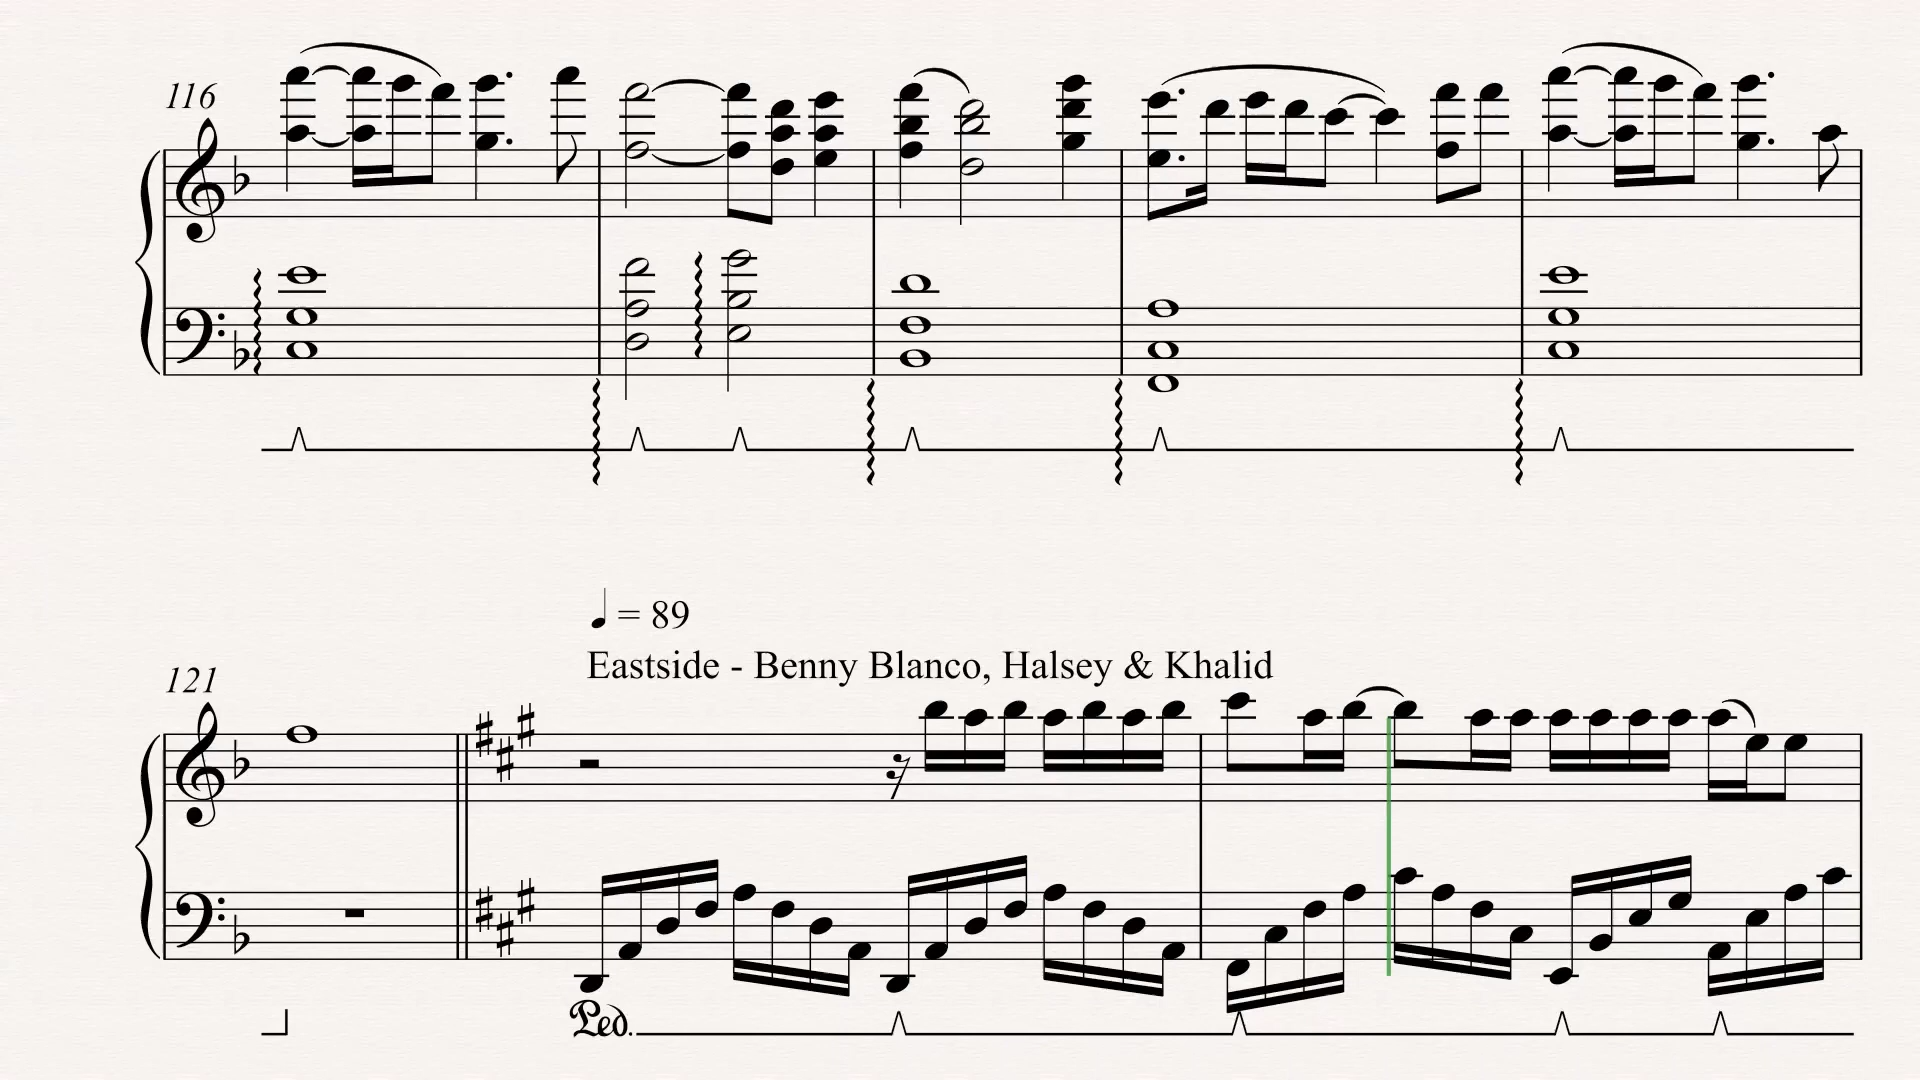 116
♩ = 89
Eastside - Benny Blanco, Halsey & Khalid
121
Ped.